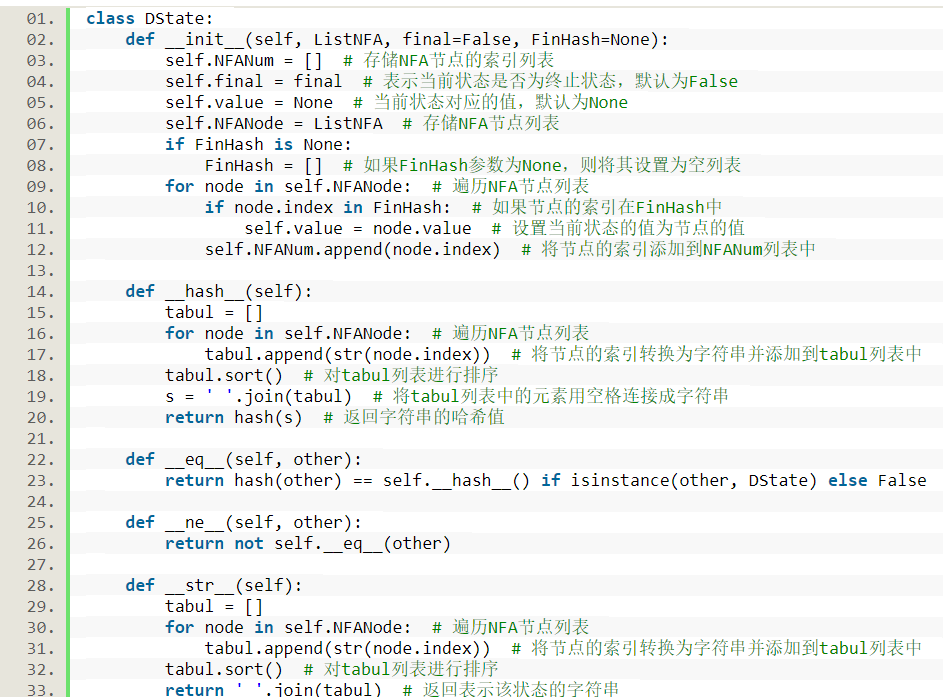 01. class DState:
02.     def __init__(self, ListNFA, final=False, FinHash=None):
03.         self.NFANum = []  # 存储NFA节点的索引列表
04.         self.final = final  # 表示当前状态是否为终止状态，默认为False
05.         self.value = None  # 当前状态对应的值，默认为None
06.         self.NFANode = ListNFA  # 存储NFA节点列表
07.         if FinHash is None:
08.             FinHash = []  # 如果FinHash参数为None，则将其设置为空列表
09.         for node in self.NFANode:  # 遍历NFA节点列表
10.             if node.index in FinHash:  # 如果节点的索引在FinHash中
11.                 self.value = node.value  # 设置当前状态的值为节点的值
12.             self.NFANum.append(node.index)  # 将节点的索引添加到NFANum列表中
13.
14.     def __hash__(self):
15.         tabul = []
16.         for node in self.NFANode:  # 遍历NFA节点列表
17.             tabul.append(str(node.index))  # 将节点的索引转换为字符串并添加到tabul列表中
18.         tabul.sort()  # 对tabul列表进行排序
19.         s = ' '.join(tabul)  # 将tabul列表中的元素用空格连接成字符串
20.         return hash(s)  # 返回字符串的哈希值
21.
22.     def __eq__(self, other):
23.         return hash(other) == self.__hash__() if isinstance(other, DState) else False
24.
25.     def __ne__(self, other):
26.         return not self.__eq__(other)
27.
28.     def __str__(self):
29.         tabul = []
30.         for node in self.NFANode:  # 遍历NFA节点列表
31.             tabul.append(str(node.index))  # 将节点的索引转换为字符串并添加到tabul列表中
32.         tabul.sort()  # 对tabul列表进行排序
33.         return ' '.join(tabul)  # 返回表示该状态的字符串